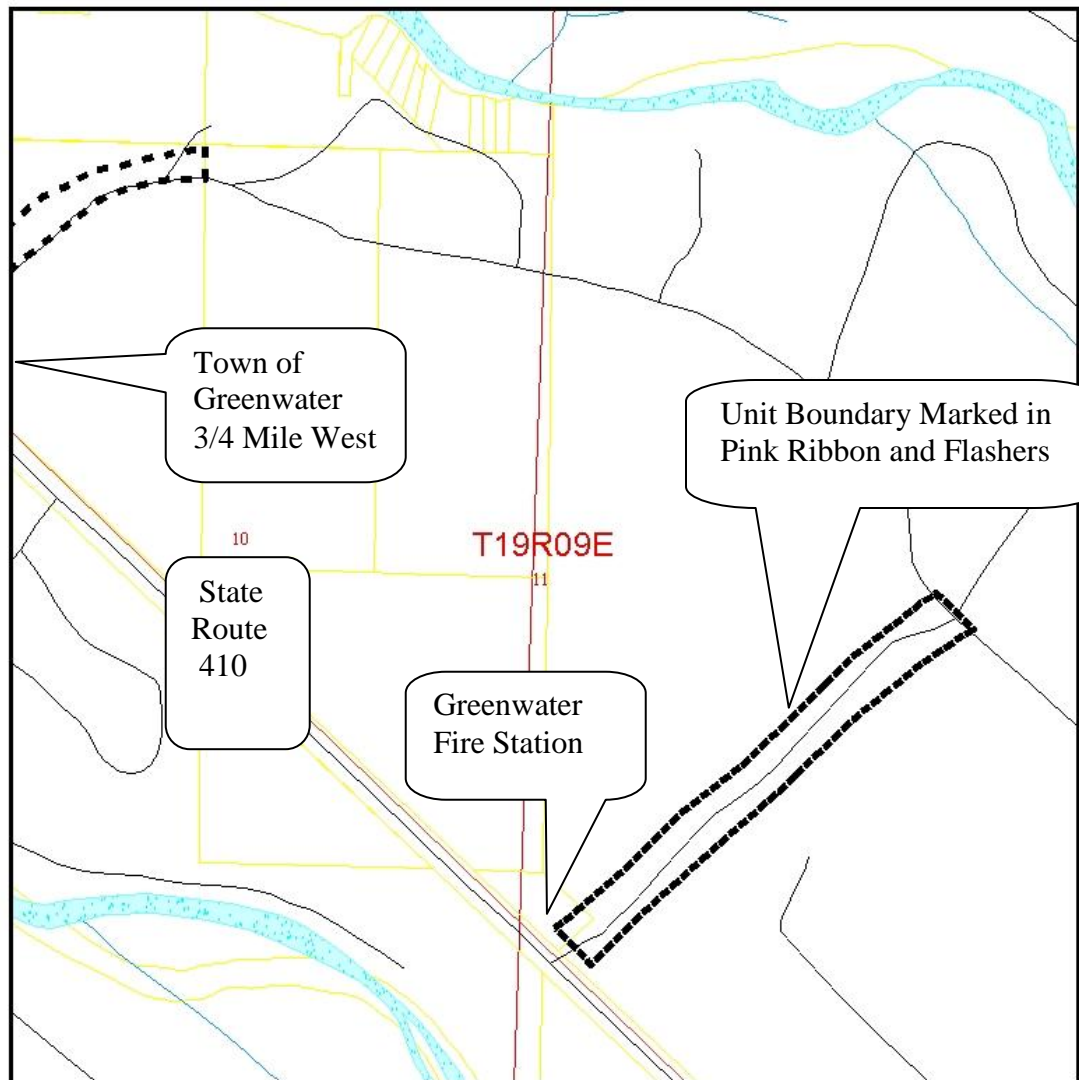 Town of
Greenwater
3/4 Mile West
Unit Boundary Marked in
Pink Ribbon and Flashers
10
T19R09E
11
State
Route
410
Greenwater
Fire Station